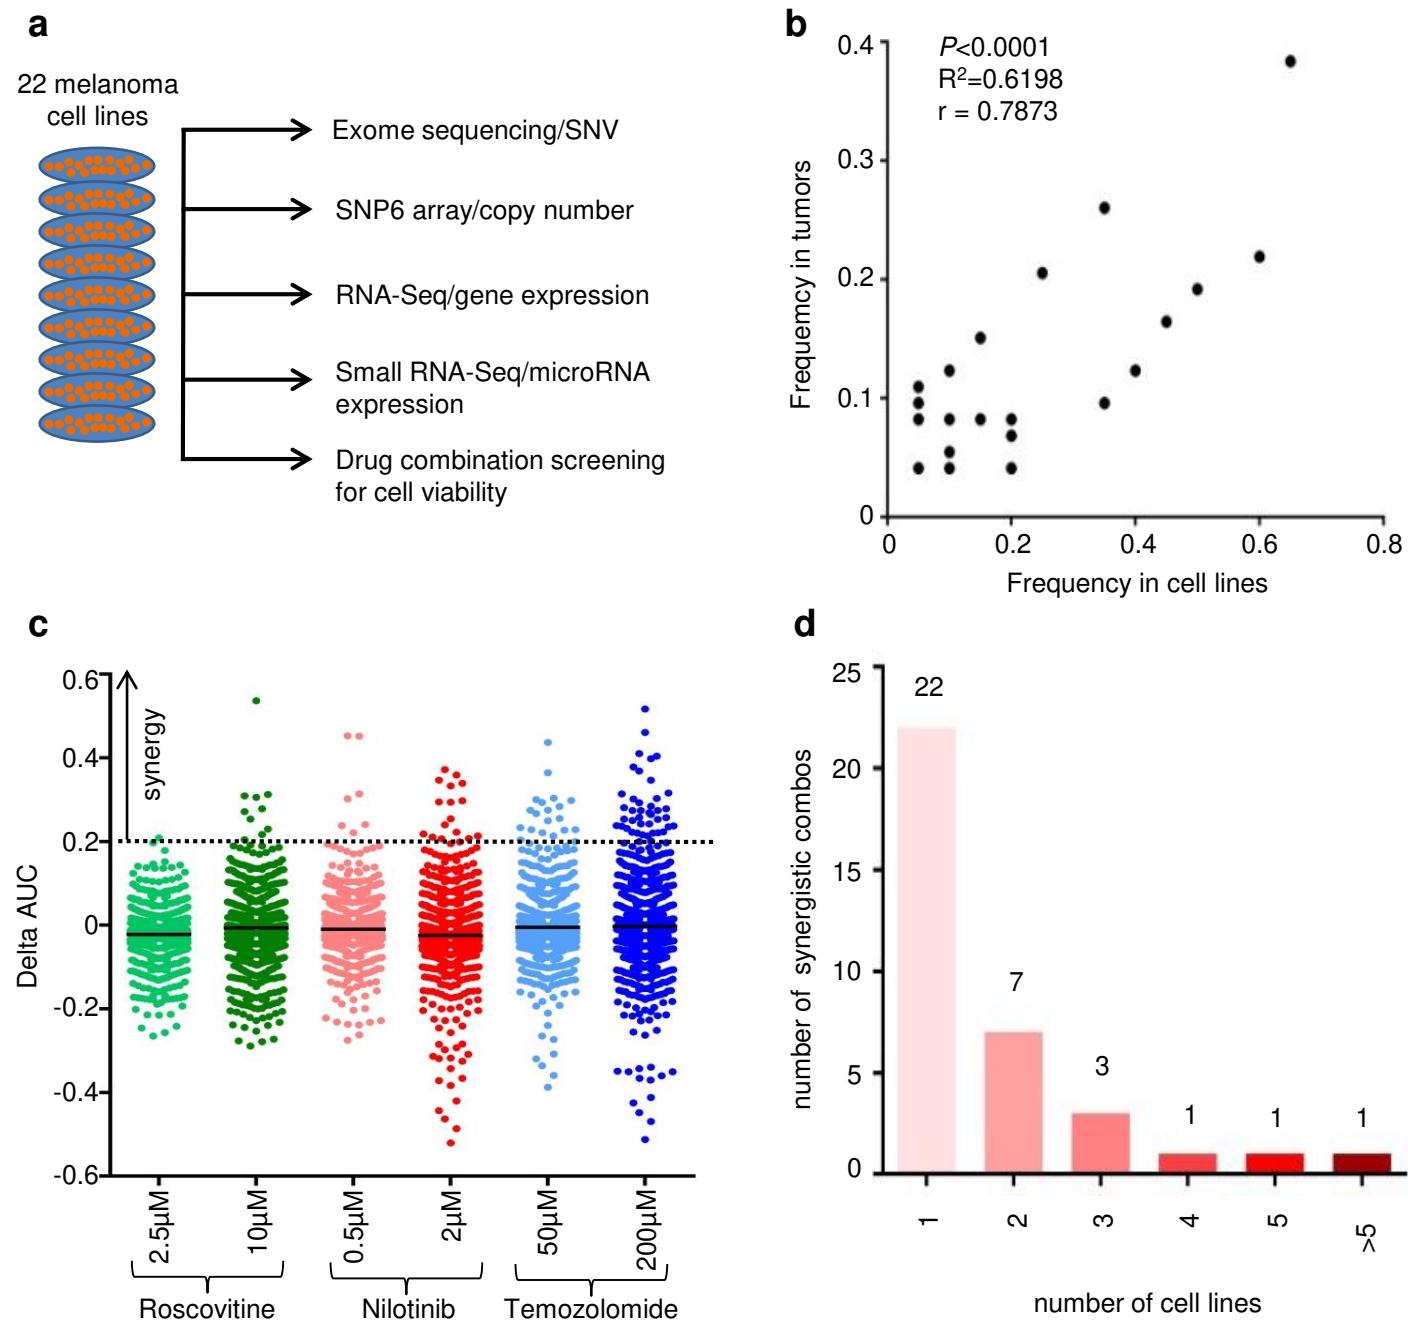 a
22 melanoma
cell lines
Exome sequencing/SNV
SNP6 array/copy number
RNA-Seq/gene expression
Small RNA-Seq/microRNA
expression
Drug combination screening
for cell viability
b
P<0.0001
R²=0.6198
r = 0.7873
Frequemcy in tumors
0.4
0.3
0.2
0.1
0
0 0.2 0.4 0.6 0.8
Frequency in cell lines
c
Delta AUC
synergy
0.6
0.4
0.2
0
-0.2
-0.4
-0.6
2.5µM 10µM 0.5µM 2µM 50µM 200µM
Roscovitine Nilotinib Temozolomide
d
number of synergistic combos
25
20
15
10
5
0
22
7
3
1
1
1
1 2 3 4 5 >5
number of cell lines